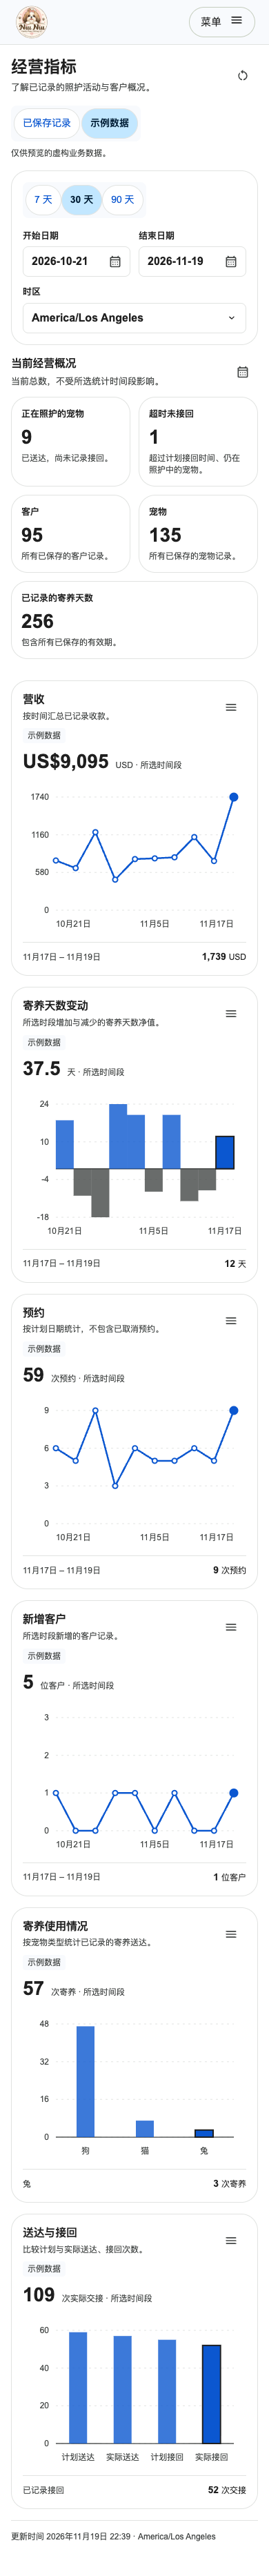 菜单
经营指标
了解已记录的照护活动与客户概况。
已保存记录 示例数据
仅供预览的虚构业务数据。
7 天 30 天 90 天
开始日期 结束日期
2026-10-21 2026-11-19
时区
America/Los Angeles
当前经营概况
当前总数，不受所选统计时间段影响。
正在照护的宠物
9
已送达，尚未记录接回。
超时未接回
1
超过计划接回时间、仍在
照护中的宠物。
客户
95
所有已保存的客户记录。
宠物
135
所有已保存的宠物记录。
已记录的寄养天数
256
包含所有已保存的有效期。
营收
按时间汇总已记录收款。
示例数据
US$9,095 USD · 所选时间段
1740
1160
580
0
10月21日 11月5日 11月17日
11月17日 – 11月19日 1,739 USD
寄养天数变动
所选时段增加与减少的寄养天数净值。
示例数据
37.5 天 · 所选时间段
24
10
-4
-18
10月21日 11月5日 11月17日
11月17日 – 11月19日 12 天
预约
按计划日期统计，不包含已取消预约。
示例数据
59 次预约 · 所选时间段
9
6
3
0
10月21日 11月5日 11月17日
11月17日 – 11月19日 9 次预约
新增客户
所选时段新增的客户记录。
示例数据
5 位客户 · 所选时间段
3
2
1
0
10月21日 11月5日 11月17日
11月17日 – 11月19日 1 位客户
寄养使用情况
按宠物类型统计已记录的寄养送达。
示例数据
57 次寄养 · 所选时间段
48
32
16
0
狗 猫 兔
兔 3 次寄养
送达与接回
比较计划与实际送达、接回次数。
示例数据
109 次实际交接 · 所选时间段
60
40
20
0
计划送达 实际送达 计划接回 实际接回
已记录接回 52 次交接
更新时间 2026年11月19日 22:39 · America/Los Angeles